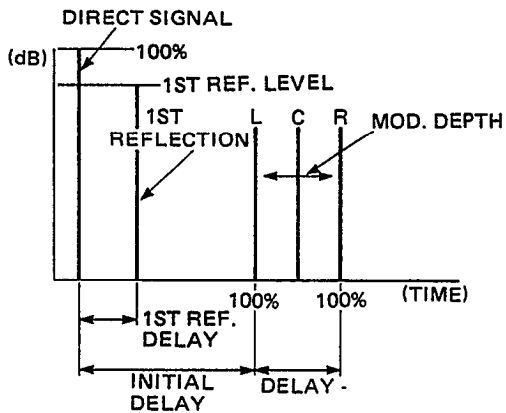 DIRECT SIGNAL
(dB)
100%
1ST REF. LEVEL
1ST
REFLECTION
L C R
MOD. DEPTH
100% 100% (TIME)
1ST REF.
DELAY
INITIAL
DELAY
DELAY -